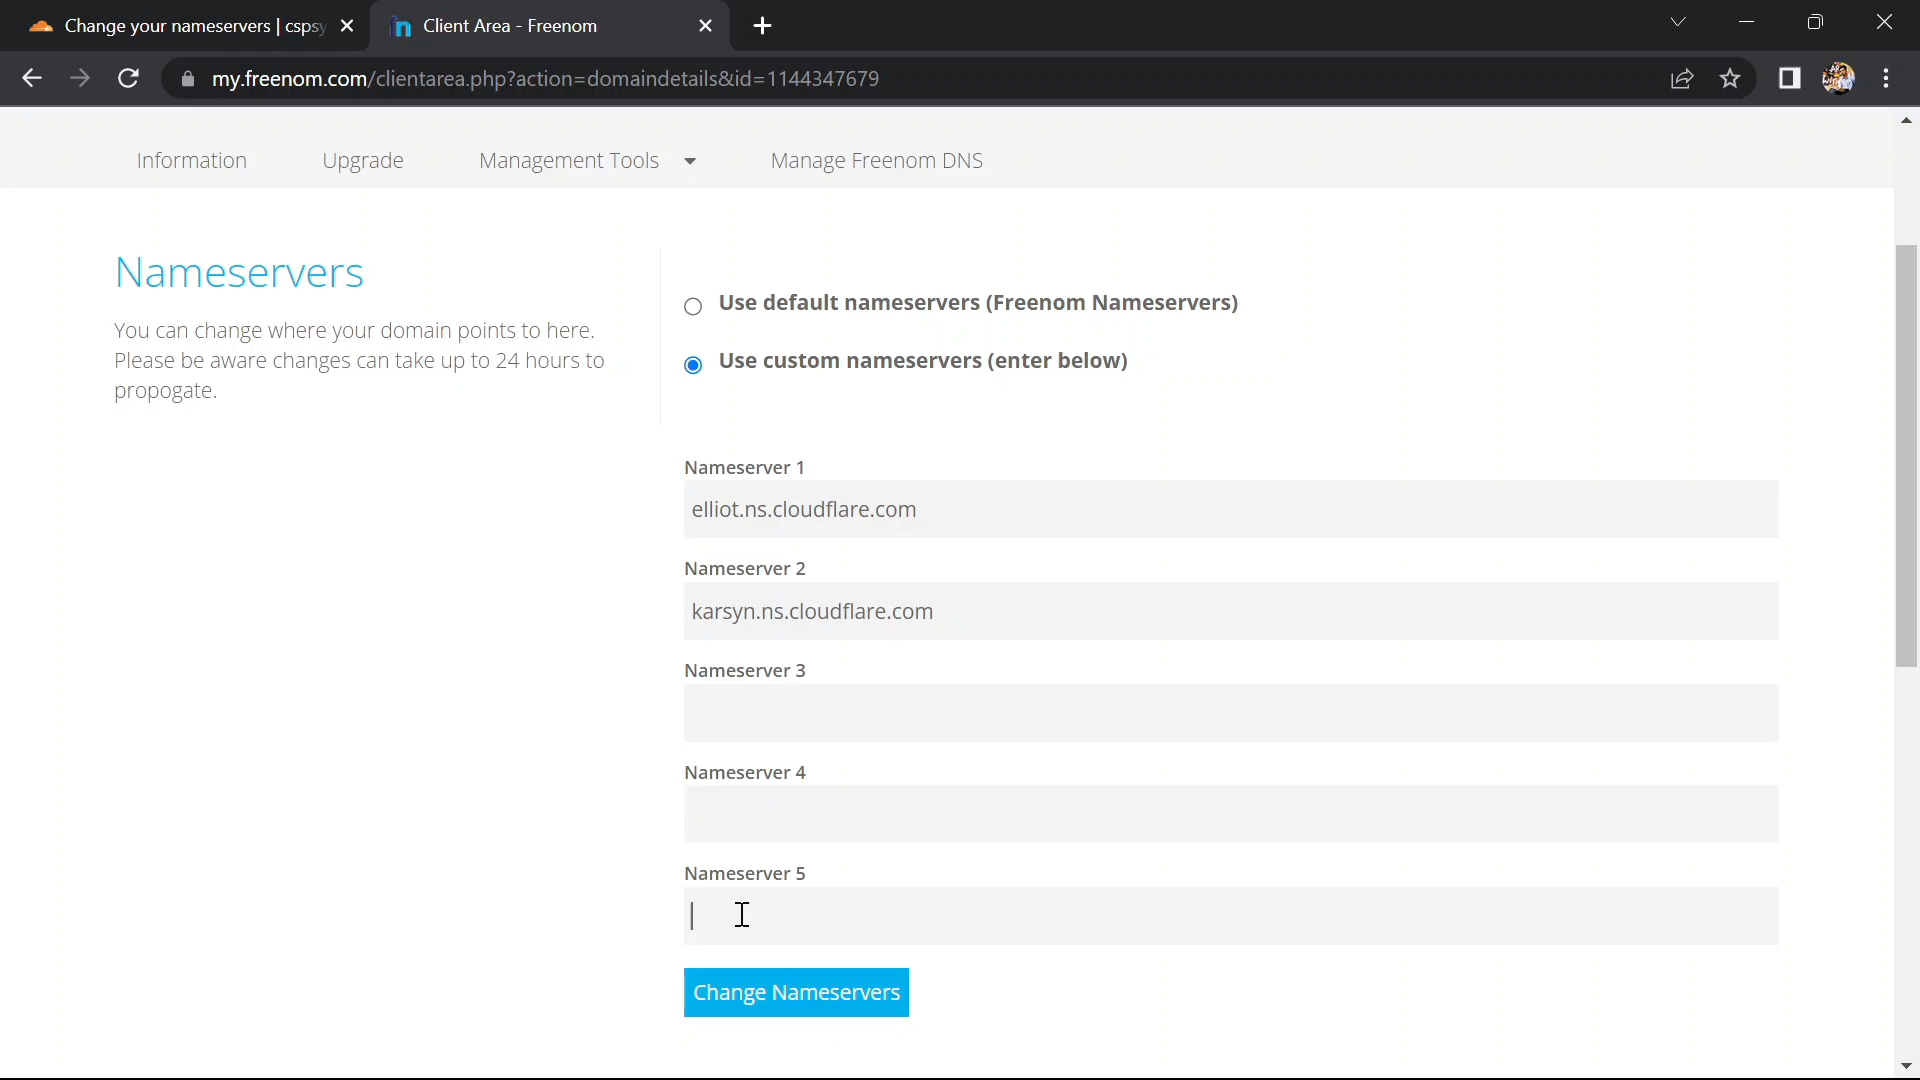 Change your nameservers | cspsy
Client Area - Freenom
my.freenom.com/clientarea.php?action=domaindetails&id=1144347679
Information
Upgrade
Management Tools
Manage Freenom DNS
Nameservers
You can change where your domain points to here.
Please be aware changes can take up to 24 hours to
propogate.
Use default nameservers (Freenom Nameservers)
Use custom nameservers (enter below)
Nameserver 1
elliot.ns.cloudflare.com
Nameserver 2
karsyn.ns.cloudflare.com
Nameserver 3
Nameserver 4
Nameserver 5
Change Nameservers